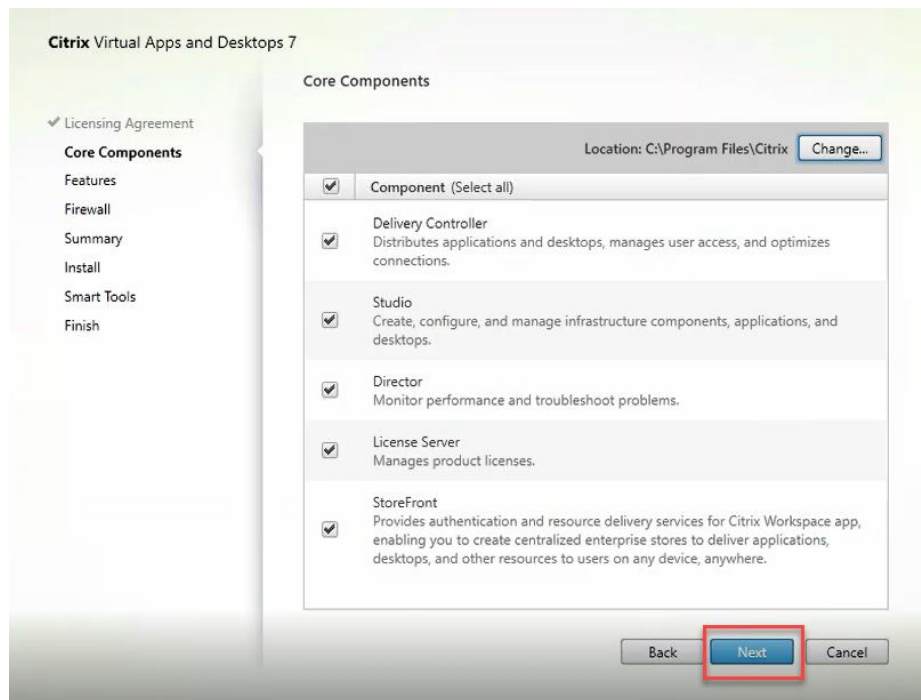 Citrix Virtual Apps and Desktops 7
Core Components
✔ Licensing Agreement
Core Components
Features
Firewall
Summary
Install
Smart Tools
Finish
Location: C:\Program Files\Citrix Change...
Component (Select all)
Delivery Controller
Distributes applications and desktops, manages user access, and optimizes
connections.
Studio
Create, configure, and manage infrastructure components, applications, and
desktops.
Director
Monitor performance and troubleshoot problems.
License Server
Manages product licenses.
StoreFront
Provides authentication and resource delivery services for Citrix Workspace app,
enabling you to create centralized enterprise stores to deliver applications,
desktops, and other resources to users on any device, anywhere.
Back Next Cancel